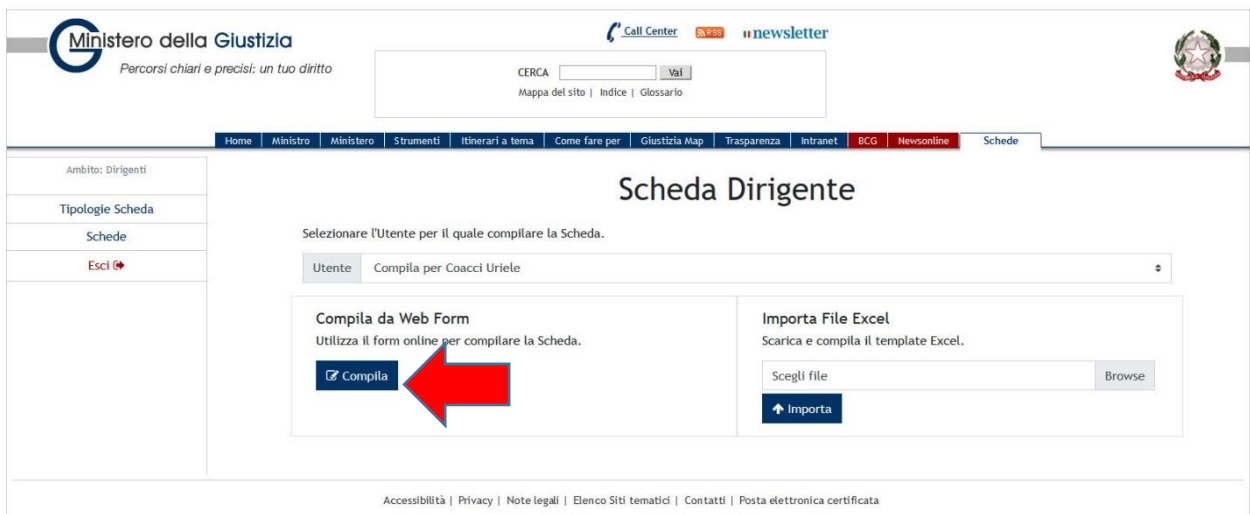 Ministero della Giustizia
Percorsi chiari e precisi: un tuo diritto
Call Center RSS newsletter
CERCA Vai
Mappa del sito | Indice | Glossario
Home Ministro Ministero Strumenti Itinerari a tema Come fare per Giustizia Map Trasparenza Intranet BCG Newsonline Schede
Ambito: Dirigenti
Tipologie Scheda
Schede
Esci
Scheda Dirigente
Selezionare l'Utente per il quale compilare la Scheda.
Utente Compila per Coacci Uriele
Compila da Web Form
Utilizza il form online per compilare la Scheda.
Compila
Importa File Excel
Scarica e compila il template Excel.
Scegli file Browse
Importa
Accessibilità | Privacy | Note legali | Elenco Siti tematici | Contatti | Posta elettronica certificata